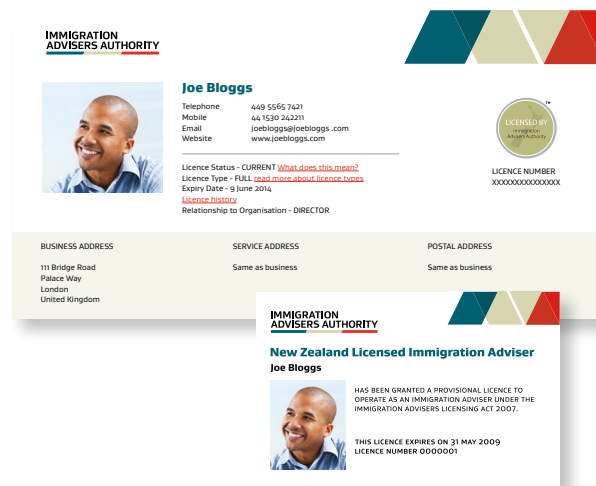 IMMIGRATION
ADVISERS AUTHORITY
Joe Bloggs
Telephone 449 5565 7421
Mobile 44 1530 242211
Email joebloggs@joebloggs .com
Website www.joebloggs.com
LICENSED BY
Immigration
Advisers Authority
TM
Licence Status - CURRENT What does this mean?
Licence Type - FULL read more about licence types
Expiry Date - 9 June 2014
Licence history
Relationship to Organisation - DIRECTOR
LICENCE NUMBER
XXXXXXXXXXXXXXX
BUSINESS ADDRESS
111 Bridge Road
Palace Way
London
United Kingdom
SERVICE ADDRESS
Same as business
POSTAL ADDRESS
Same as business
IMMIGRATION
ADVISERS AUTHORITY
New Zealand Licensed Immigration Adviser
Joe Bloggs
HAS BEEN GRANTED A PROVISIONAL LICENCE TO
OPERATE AS AN IMMIGRATION ADVISER UNDER THE
IMMIGRATION ADVISERS LICENSING ACT 2007.
THIS LICENCE EXPIRES ON 31 MAY 2009
LICENCE NUMBER 0000001